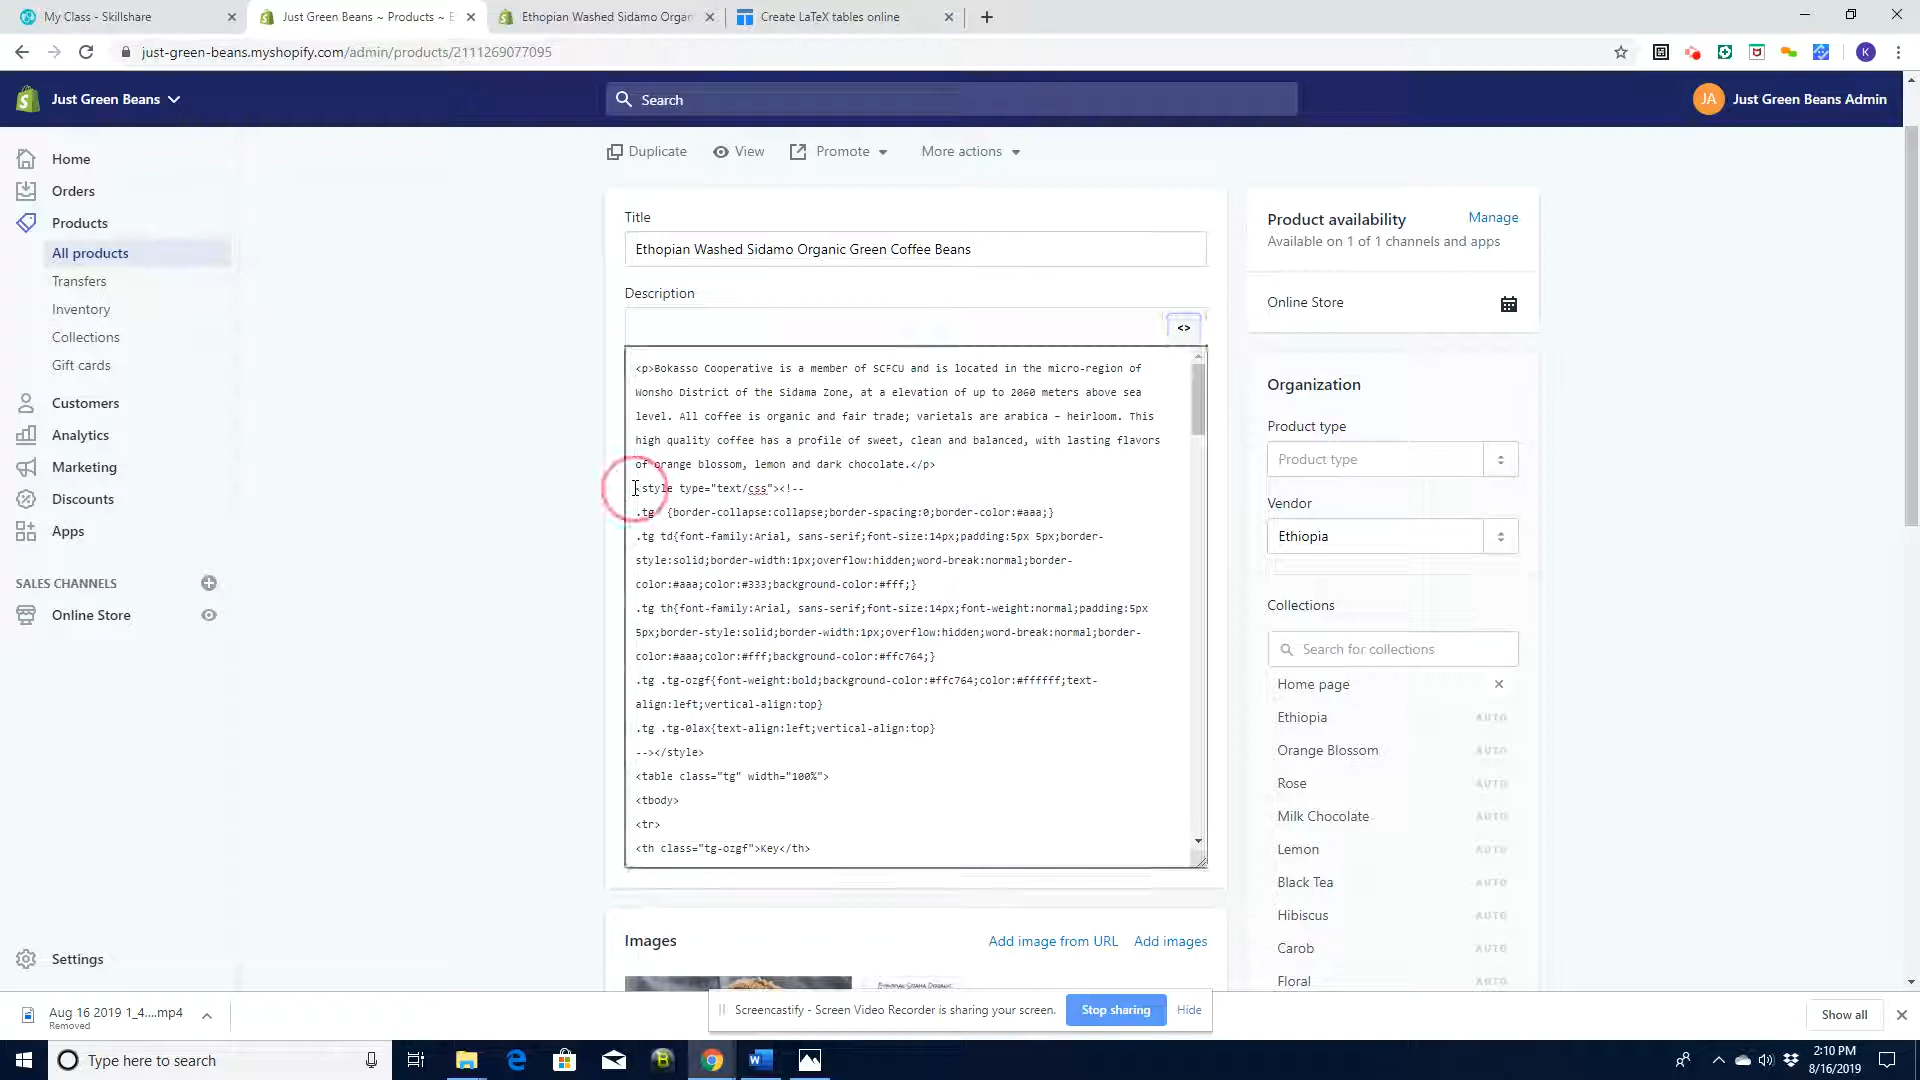 My Class - Skillshare
Just Green Beans ~ Products ~ E
Ethopian Washed Sidamo Organ
Create LaTeX tables online
just-green-beans.myshopify.com/admin/products/2111269077095
K
Just Green Beans
Search
JA
Just Green Beans Admin
Home
Orders
Products
All products
Transfers
Inventory
Collections
Gift cards
Customers
Analytics
Marketing
Discounts
Apps
SALES CHANNELS
Online Store
Settings
Duplicate
View
Promote
More actions
Title
Ethopian Washed Sidamo Organic Green Coffee Beans
Description
<>
<p>Bokasso Cooperative is a member of SCFCU and is located in the micro-region of
Wonsho District of the Sidama Zone, at a elevation of up to 2060 meters above sea
level. All coffee is organic and fair trade; varietals are arabica – heirloom. This
high quality coffee has a profile of sweet, clean and balanced, with lasting flavors
of orange blossom, lemon and dark chocolate.</p>
<style type="text/css"><!--
.tg  {border-collapse:collapse;border-spacing:0;border-color:#aaa;}
.tg td{font-family:Arial, sans-serif;font-size:14px;padding:5px 5px;border-
style:solid;border-width:1px;overflow:hidden;word-break:normal;border-
color:#aaa;color:#333;background-color:#fff;}
.tg th{font-family:Arial, sans-serif;font-size:14px;font-weight:normal;padding:5px
5px;border-style:solid;border-width:1px;overflow:hidden;word-break:normal;border-
color:#aaa;color:#fff;background-color:#ffc764;}
.tg .tg-ozgf{font-weight:bold;background-color:#ffc764;color:#ffffff;text-
align:left;vertical-align:top}
.tg .tg-0lax{text-align:left;vertical-align:top}
--></style>
<table class="tg" width="100%">
<tbody>
<tr>
<th class="tg-ozgf">Key</th>
Images
Add image from URL
Add images
Product availability
Manage
Available on 1 of 1 channels and apps
Online Store
Organization
Product type
Product type
Vendor
Ethiopia
Collections
Search for collections
Home page
Ethiopia AUTO
Orange Blossom AUTO
Rose AUTO
Milk Chocolate AUTO
Lemon AUTO
Black Tea AUTO
Hibiscus AUTO
Carob AUTO
Floral AUTO
Screencastify - Screen Video Recorder is sharing your screen.
Stop sharing
Hide
Aug 16 2019 1_4....mp4
Removed
Show all
Type here to search
2:10 PM
8/16/2019